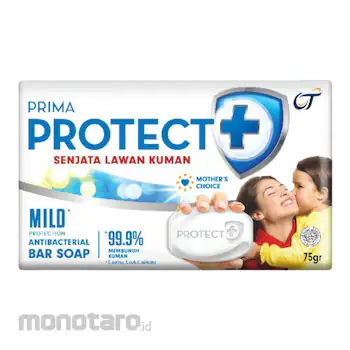 PRIMA
PROTECT+
SENJATA LAWAN KUMAN
MOTHER'S
CHOICE
MILD*
PROTECTION
ANTIBACTERIAL
BAR SOAP
*99.9%
MEMBUNUH
KUMAN
PROTECT+
75gr
monotaro.id